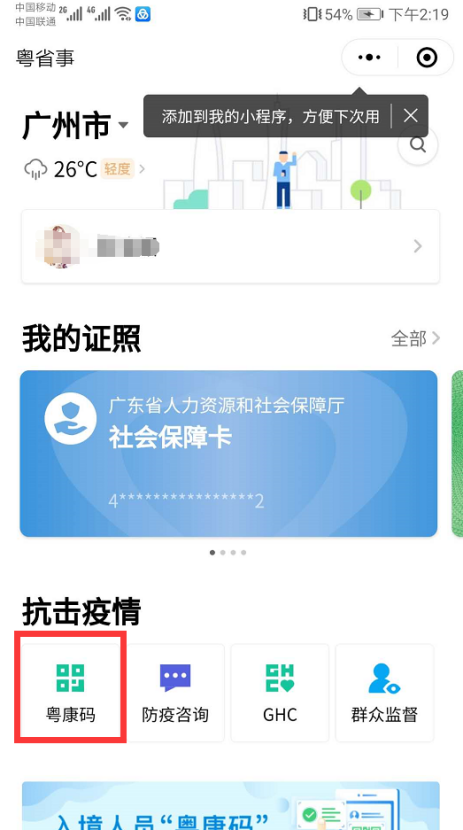 中国移动 26 46 54% 下午2:19
中国联通
粤省事
添加到我的小程序，方便下次用
广州市
26°C 轻度
我的证照 全部
广东省人力资源和社会保障厅
社会保障卡
4****************2
抗击疫情
粤康码 防疫咨询 GHC 群众监督
GH
C
入境人员“粤康码”